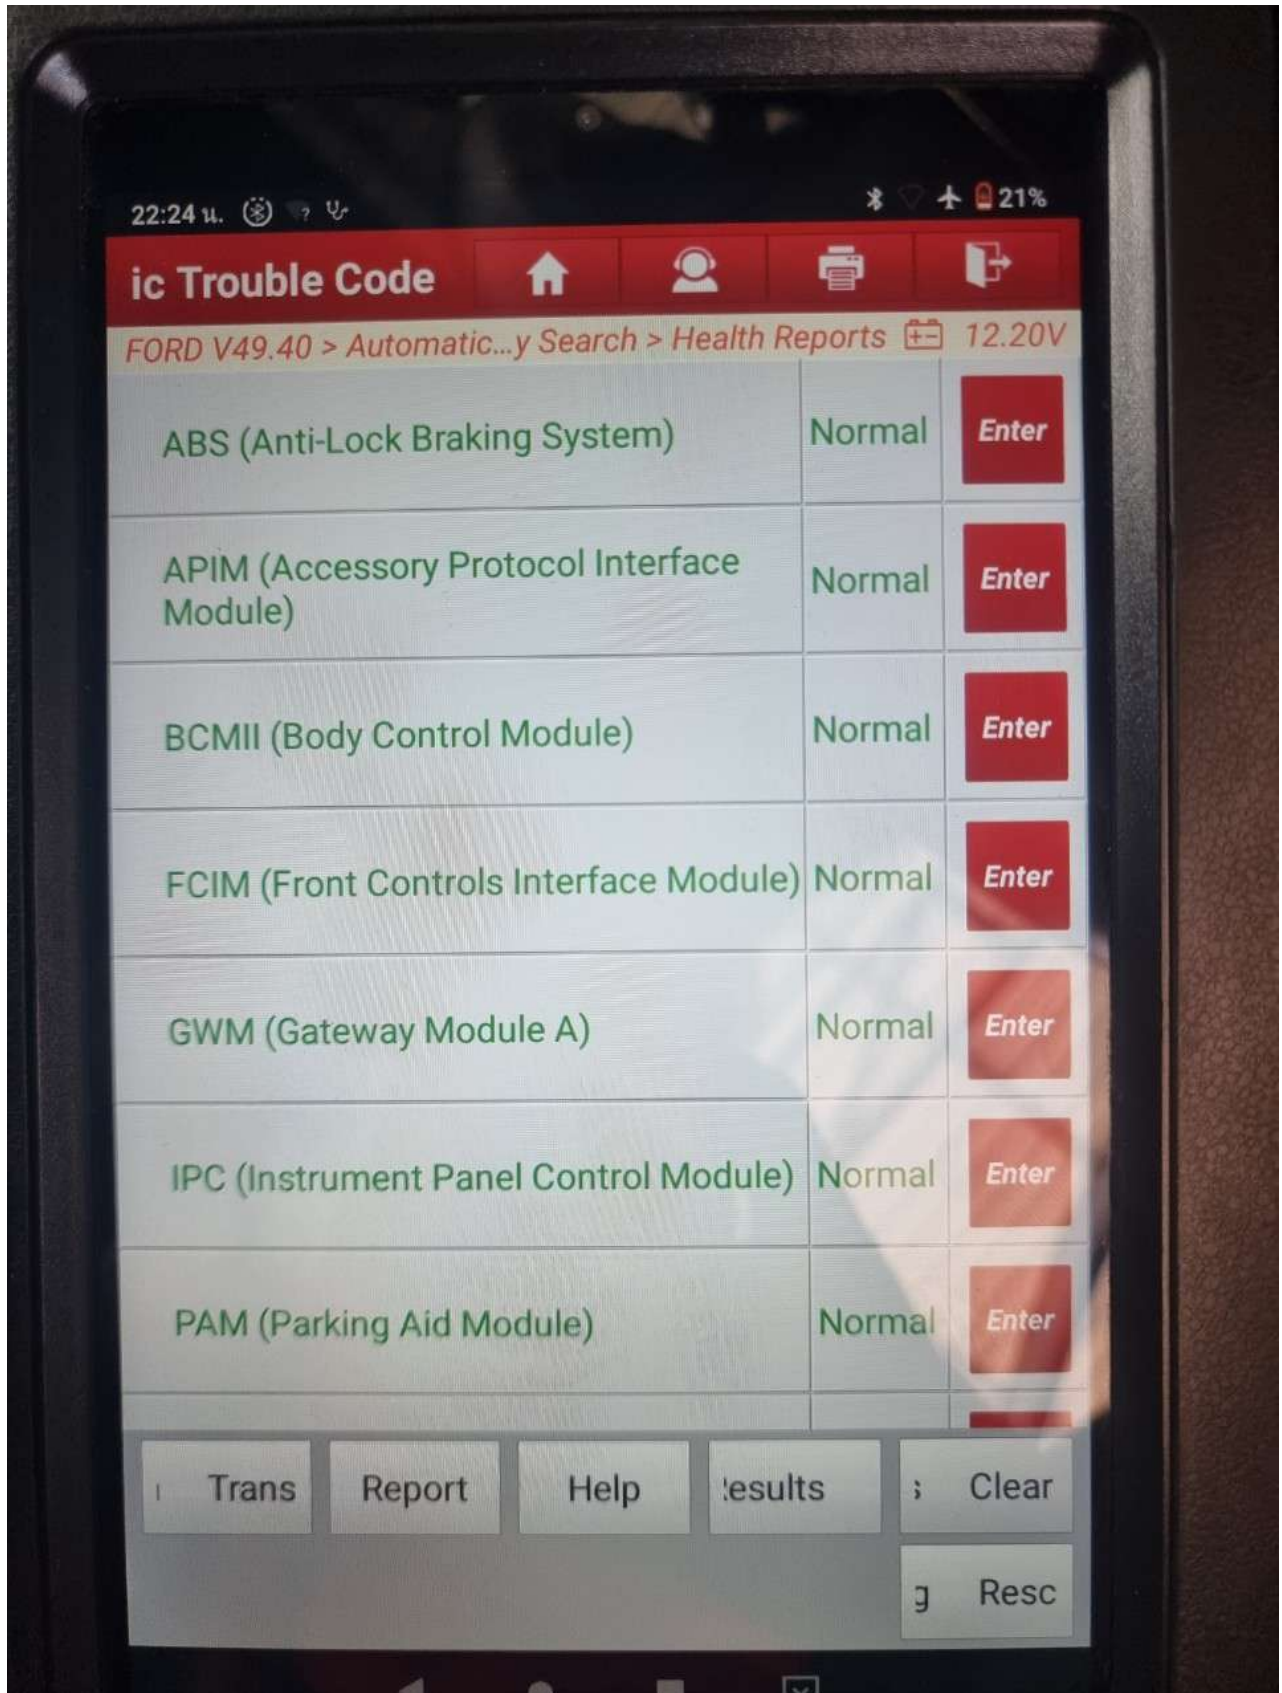 22:24 น. ? 21%
ic Trouble Code
FORD V49.40 > Automatic...y Search > Health Reports 12.20V
ABS (Anti-Lock Braking System) Normal Enter
APIM (Accessory Protocol Interface
Module) Normal Enter
BCMII (Body Control Module) Normal Enter
FCIM (Front Controls Interface Module) Normal Enter
GWM (Gateway Module A) Normal Enter
IPC (Instrument Panel Control Module) Normal Enter
PAM (Parking Aid Module) Normal Enter
Trans Report Help esults s Clear
g Resc